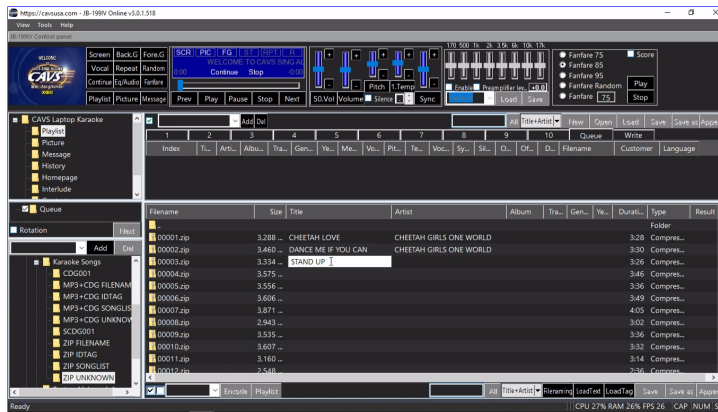 https://cavsusa.com - JB-199IV Online v3.0.1.518
View Tools Help
JB-199IV Control panel
WELCOME
CAVS
Screen Back.G Fore.G
Vocal Repeat Random
Continue Eq/Audio Fanfare
Playlist Picture Message
SCR PIC FG ST RPT R
WELCOME TO CAVS SING AL
0:00 Continue Stop -0:00
Prev Play Pause Stop Next
50.Vol Volume Silence Pitch 1.Temp Sync
170 500 1k 2k 3.5k 6k 10k 17k
Enable Preamplifier lev.. +0.0
Load Save
Fanfare 75
Fanfare 85
Fanfare 95
Fanfare Random
Fanfare 75
Score
Play
Stop
CAVS Laptop Karaoke
Playlist
Picture
Message
History
Homepage
Interlude
Add Del
All Title+Artist New Open Load Save Save as Appe
1 2 3 4 5 6 7 8 9 10 Queue Write
Index Ti... Arti... Albu... Tra... Gen... Ye... Me... Vo... Pit... Te... Voc... Sy... Sil... O... Of... D... Filename Customer Language
Queue
Rotation Next
Add Del
Karaoke Songs
CDG001
MP3+CDG FILENAM
MP3+CDG IDTAG
MP3+CDG SONGLIS
MP3+CDG UNKNOW
SCDG001
ZIP FILENAME
ZIP IDTAG
ZIP SONGLIST
ZIP UNKNOWN
Filename Size Title Artist Album Tra... Gen... Ye... Durati... Type Result
.. Folder
00001.zip 3,288 ... CHEETAH LOVE CHEETAH GIRLS ONE WORLD 3:28 Compres...
00002.zip 3,460 ... DANCE ME IF YOU CAN CHEETAH GIRLS ONE WORLD 3:30 Compres...
00003.zip 3,334 ... STAND UP 3:26 Compres...
00004.zip 3,575 ... 3:46 Compres...
00005.zip 3,556 ... 3:36 Compres...
00006.zip 3,606 ... 3:49 Compres...
00007.zip 3,871 ... 4:05 Compres...
00008.zip 2,943 ... 3:02 Compres...
00009.zip 3,535 ... 3:36 Compres...
00010.zip 3,607 ... 3:32 Compres...
00011.zip 3,160 ... 3:14 Compres...
00012.zip 2,548 ... 2:36 Compres...
Encode Playlist All Title+Artist Filenaming LoadText LoadTag Save Save as Appe
Ready CPU 27% RAM 26% FPS 26 CAP NUM S